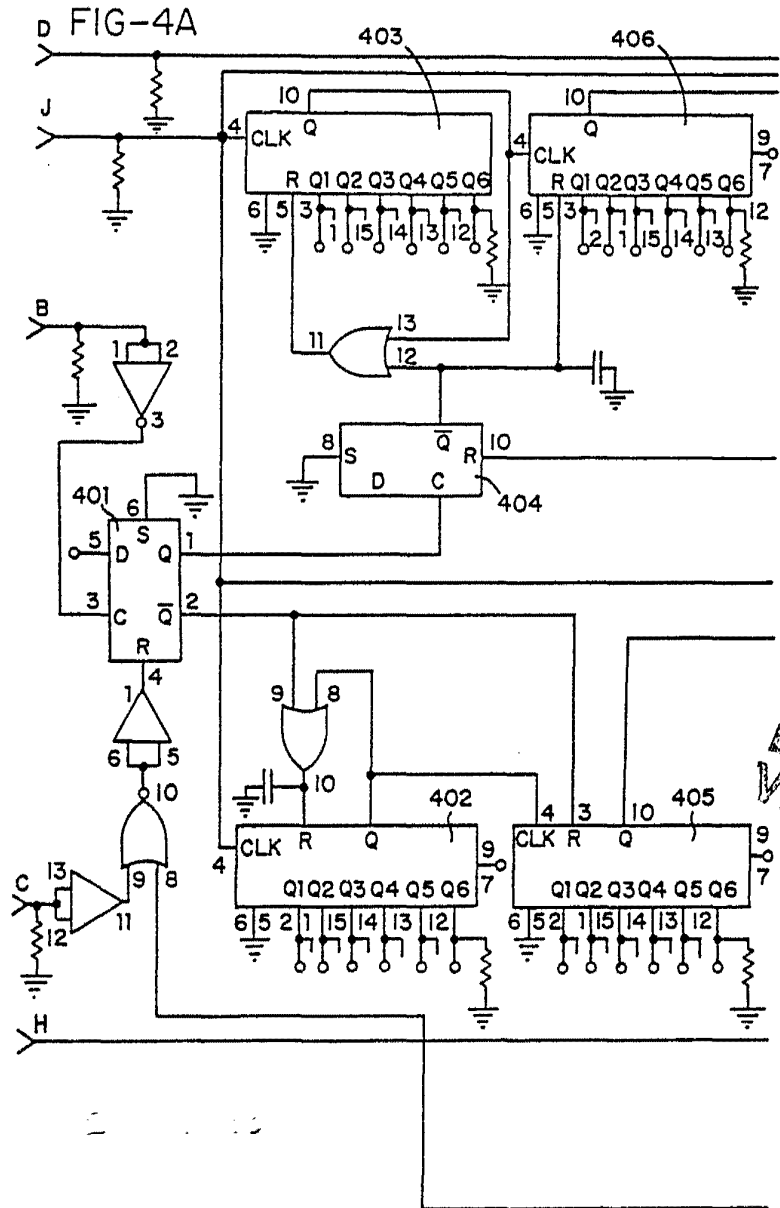 D FIG-4A
403 406
J 10 10
4 CLK Q 4 CLK Q 9
7
R Q1 Q2 Q3 Q4 Q5 Q6 R Q1 Q2 Q3 Q4 Q5 Q6
6 5 3 1 15 14 13 12 6 5 3 2 1 15 14 13 12
B
1 2 11 13
12
3
8 S Q̅ R 10
D C 404
401 6
S
5 D Q 1
3 C Q̅ 2
R
4
1 9 8
6 5
10 10
402 4 3 10 405
4 CLK R Q 9 CLK R Q 9
7 7
C 13 9 8
12 11
Q1 Q2 Q3 Q4 Q5 Q6 Q1 Q2 Q3 Q4 Q5 Q6
6 5 2 1 15 14 13 12 6 5 2 1 15 14 13 12
H